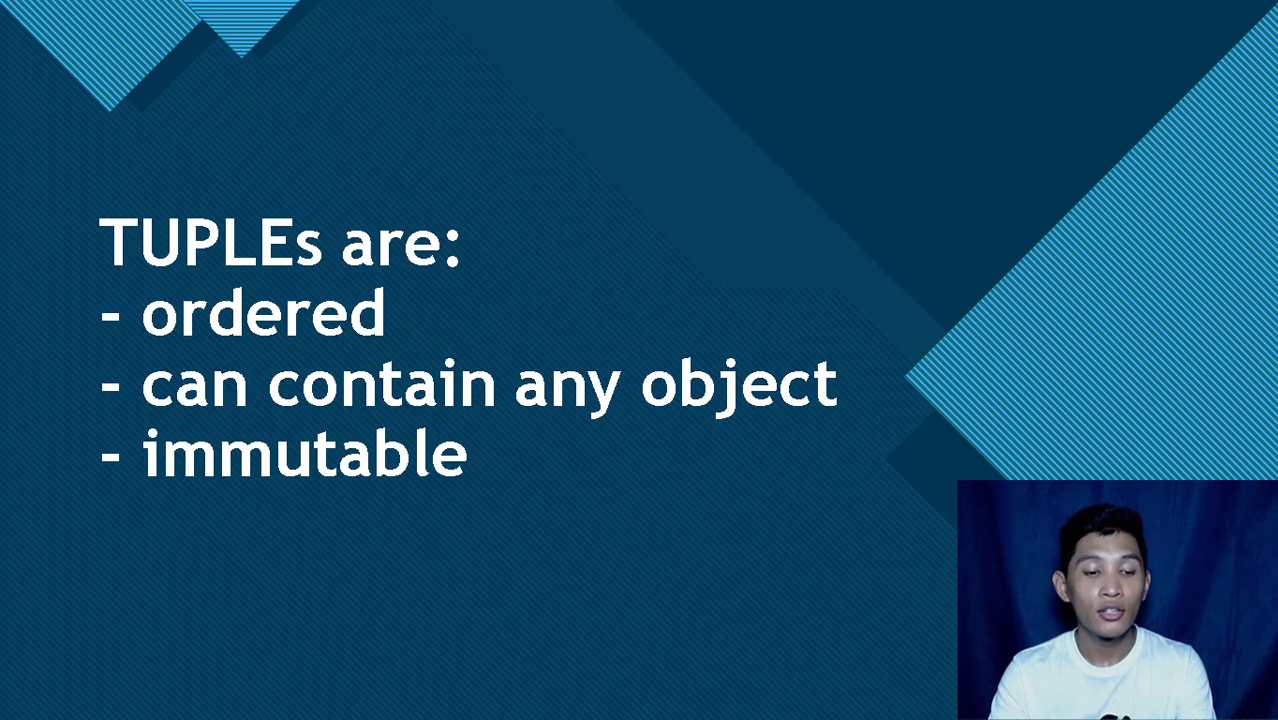 TUPLEs are:
- ordered
- can contain any object
- immutable